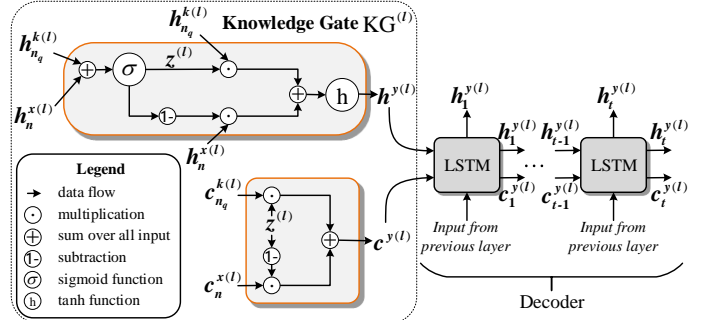 Knowledge Gate KG^(l)
h_{n_q}^{k(l)}
h_{n_q}^{k(l)}
z^(l)
+
σ
·
+
h
h^{y(l)}
1-
·
h_n^{x(l)}
h_n^{x(l)}
h_1^{y(l)}
h_t^{y(l)}
LSTM
h_1^{y(l)}
...
h_{t-1}^{y(l)}
LSTM
h_t^{y(l)}
c_1^{y(l)}
c_{t-1}^{y(l)}
c_t^{y(l)}
Input from
previous layer
Input from
previous layer
Decoder
c_{n_q}^{k(l)}
·
z^(l)
+
c^{y(l)}
1-
c_n^{x(l)}
·
Legend
data flow
· multiplication
+ sum over all input
1- subtraction
σ sigmoid function
h tanh function